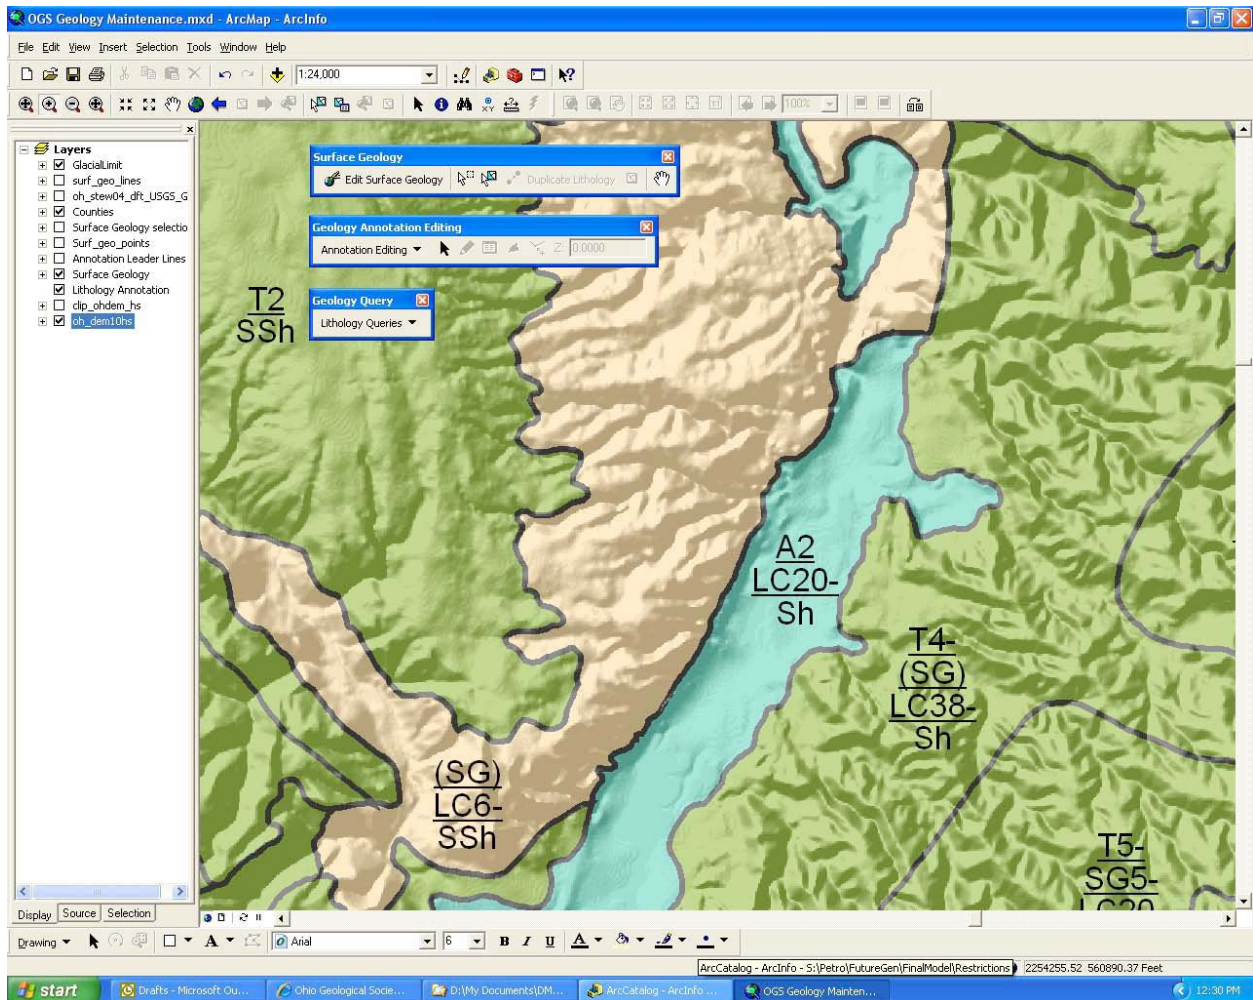 OGS Geology Maintenance.mxd - ArcMap - ArcInfo
File Edit View Insert Selection Tools Window Help
1:24,000
100%
Layers
GlacialLimit
surf_geo_lines
oh_stew04_dft_USGS_G
Counties
Surface Geology selectio
Surf_geo_points
Annotation Leader Lines
Surface Geology
Lithology Annotation
clip_ohdem_hs
oh_dem10hs
Surface Geology
Edit Surface Geology
Duplicate Lithology
Geology Annotation Editing
Annotation Editing
Z:
0.0000
Geology Query
Lithology Queries
T2
SSh
A2
LC20-
Sh
T4-
(SG)
LC38-
Sh
(SG)
LC6-
SSh
T5-
SG5-
LC20
Display Source Selection
Drawing
A
Arial
6
B I U A
ArcCatalog - ArcInfo - S:\Petro\FutureGen\FinalModel\Restrictions
2254255.52 560890.37 Feet
start
Drafts - Microsoft Ou...
Ohio Geological Socie...
D:\My Documents\DM...
ArcCatalog - ArcInfo ...
OGS Geology Mainten...
12:30 PM